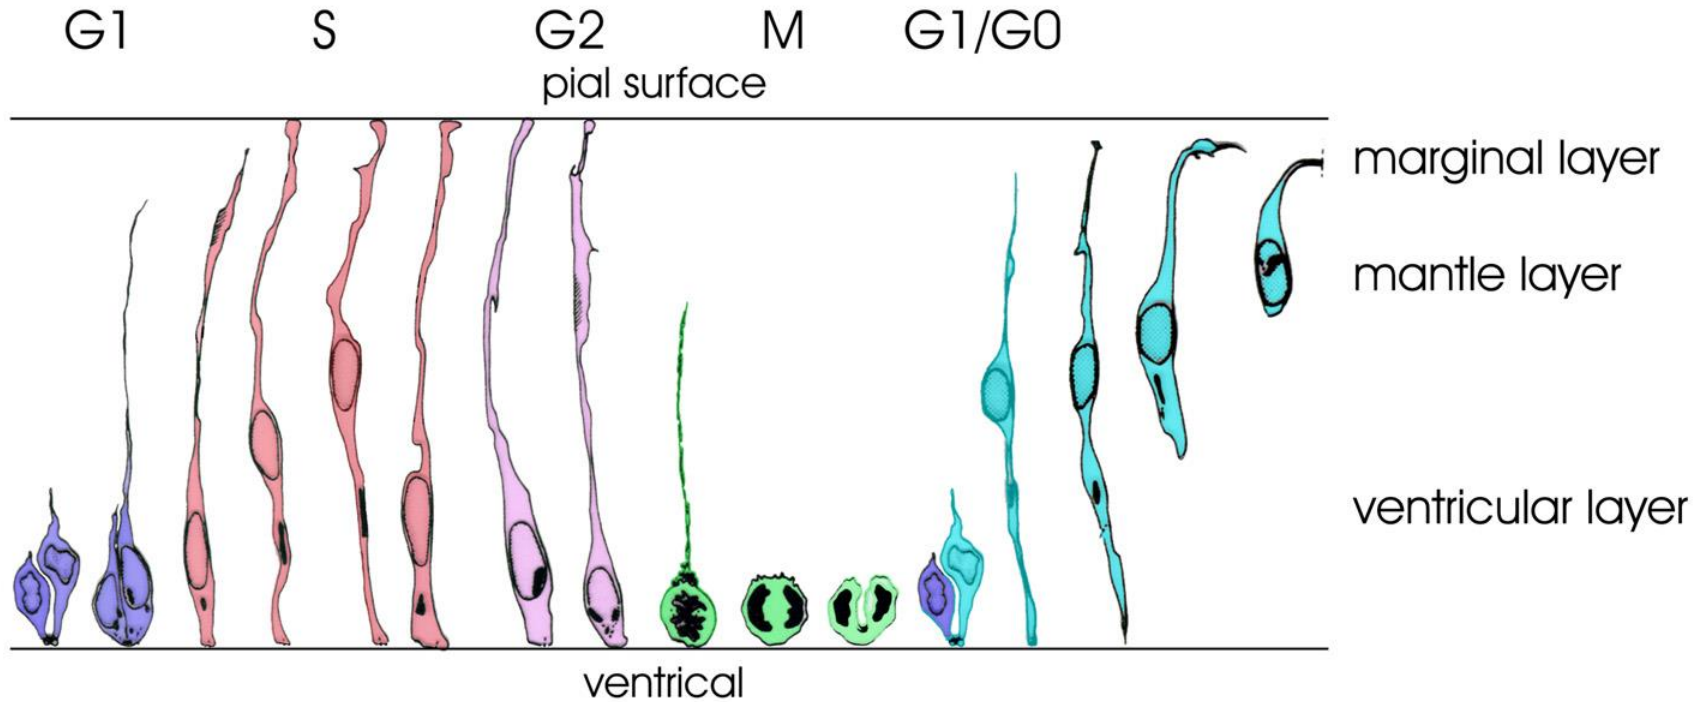 G1 S G2 M G1/G0
pial surface
marginal layer
mantle layer
ventricular layer
ventrical